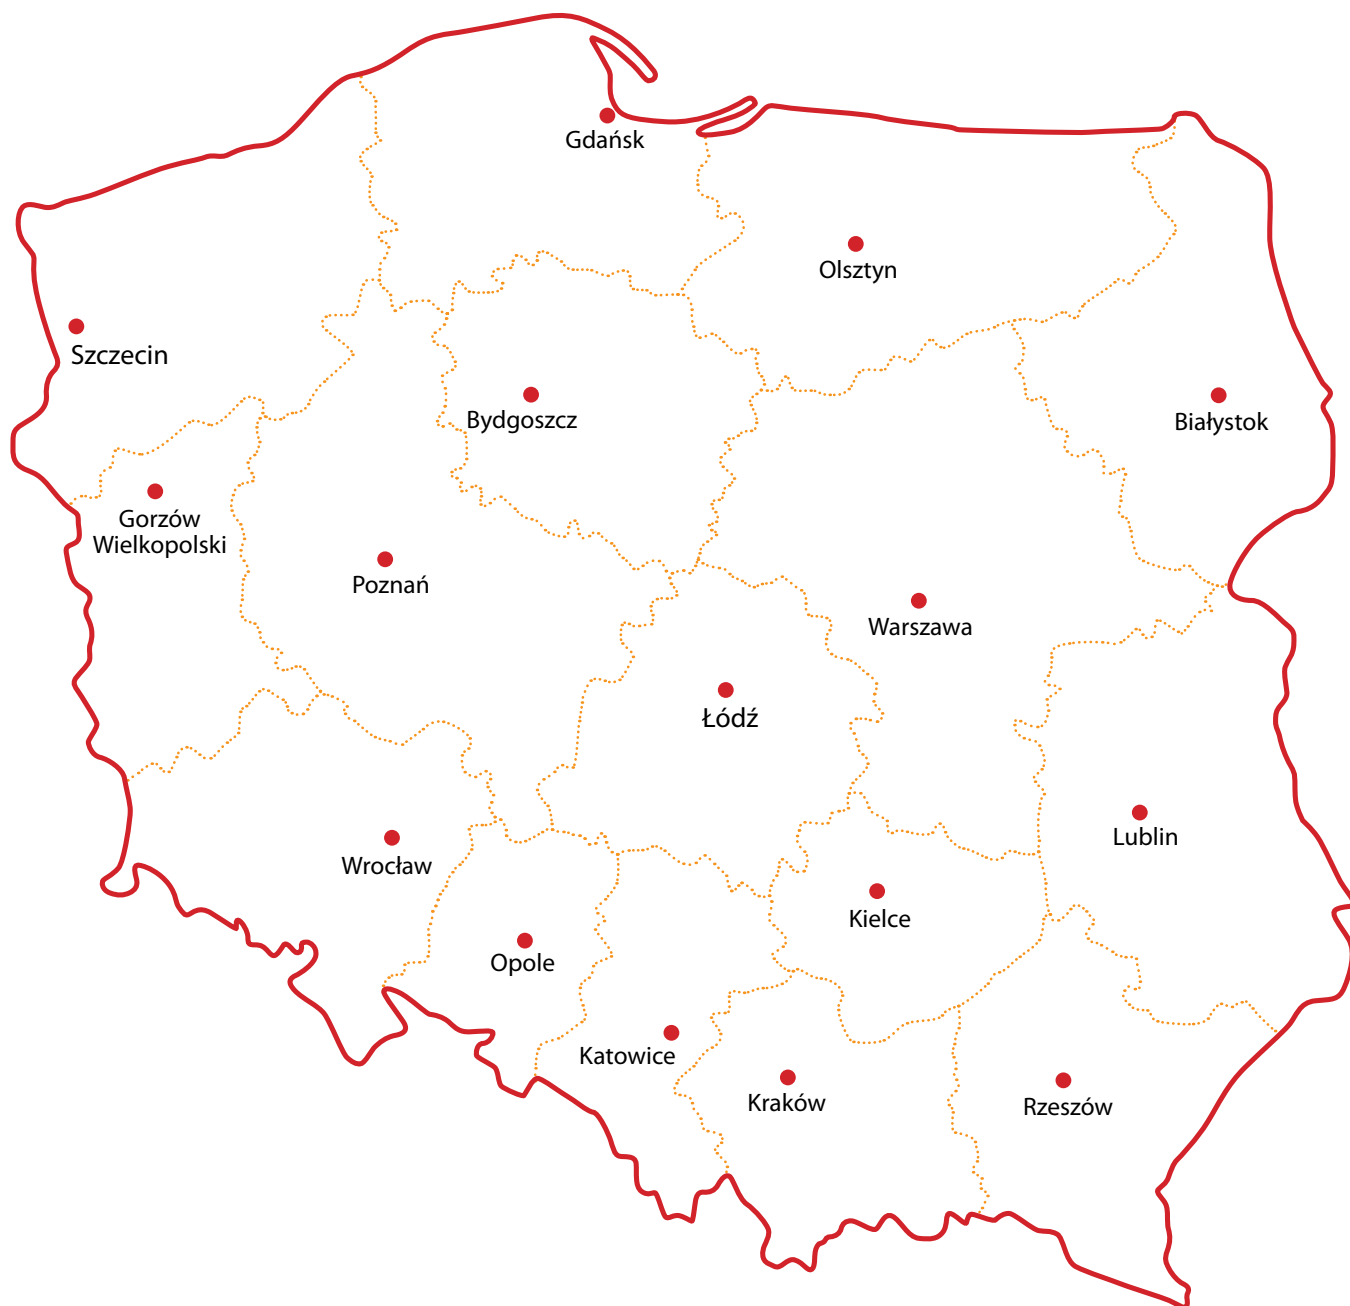 Gdańsk
Olsztyn
Szczecin
Bydgoszcz
Białystok
Gorzów
Wielkopolski
Poznań
Warszawa
Łódź
Lublin
Wrocław
Kielce
Opole
Katowice
Kraków
Rzeszów